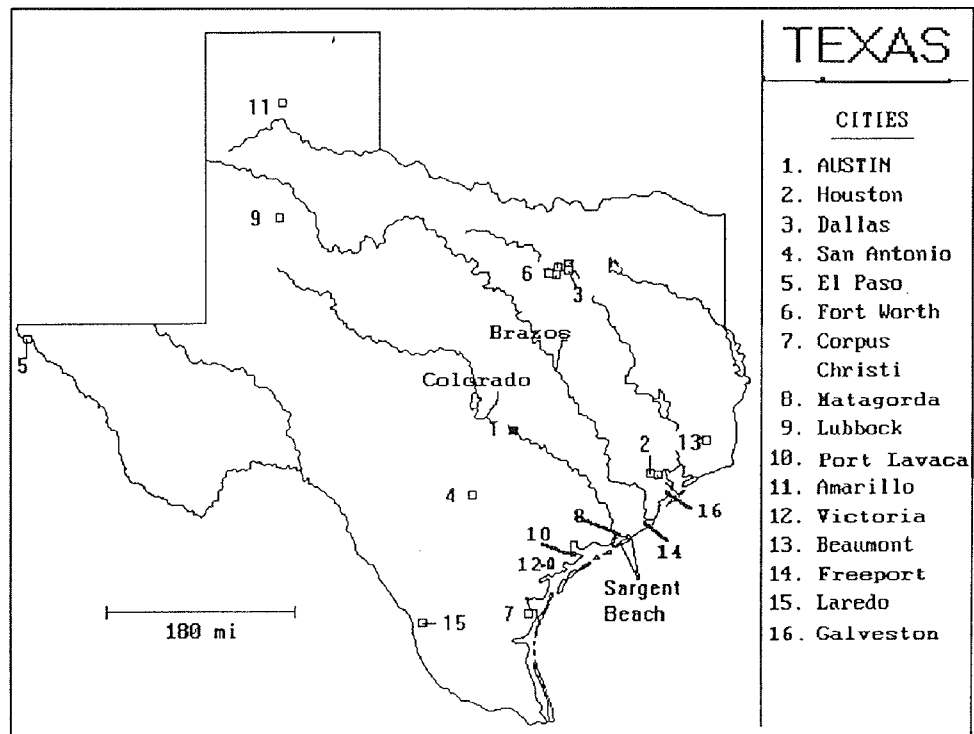 TEXAS
CITIES
1. AUSTIN
2. Houston
3. Dallas
4. San Antonio
5. El Paso
6. Fort Worth
7. Corpus
Christi
8. Matagorda
9. Lubbock
10. Port Lavaca
11. Amarillo
12. Victoria
13. Beaumont
14. Freeport
15. Laredo
16. Galveston
11
9
6
3
Brazos
5
Colorado
1
13
2
4
16
8
10
14
12
Sargent
Beach
7
15
180 mi